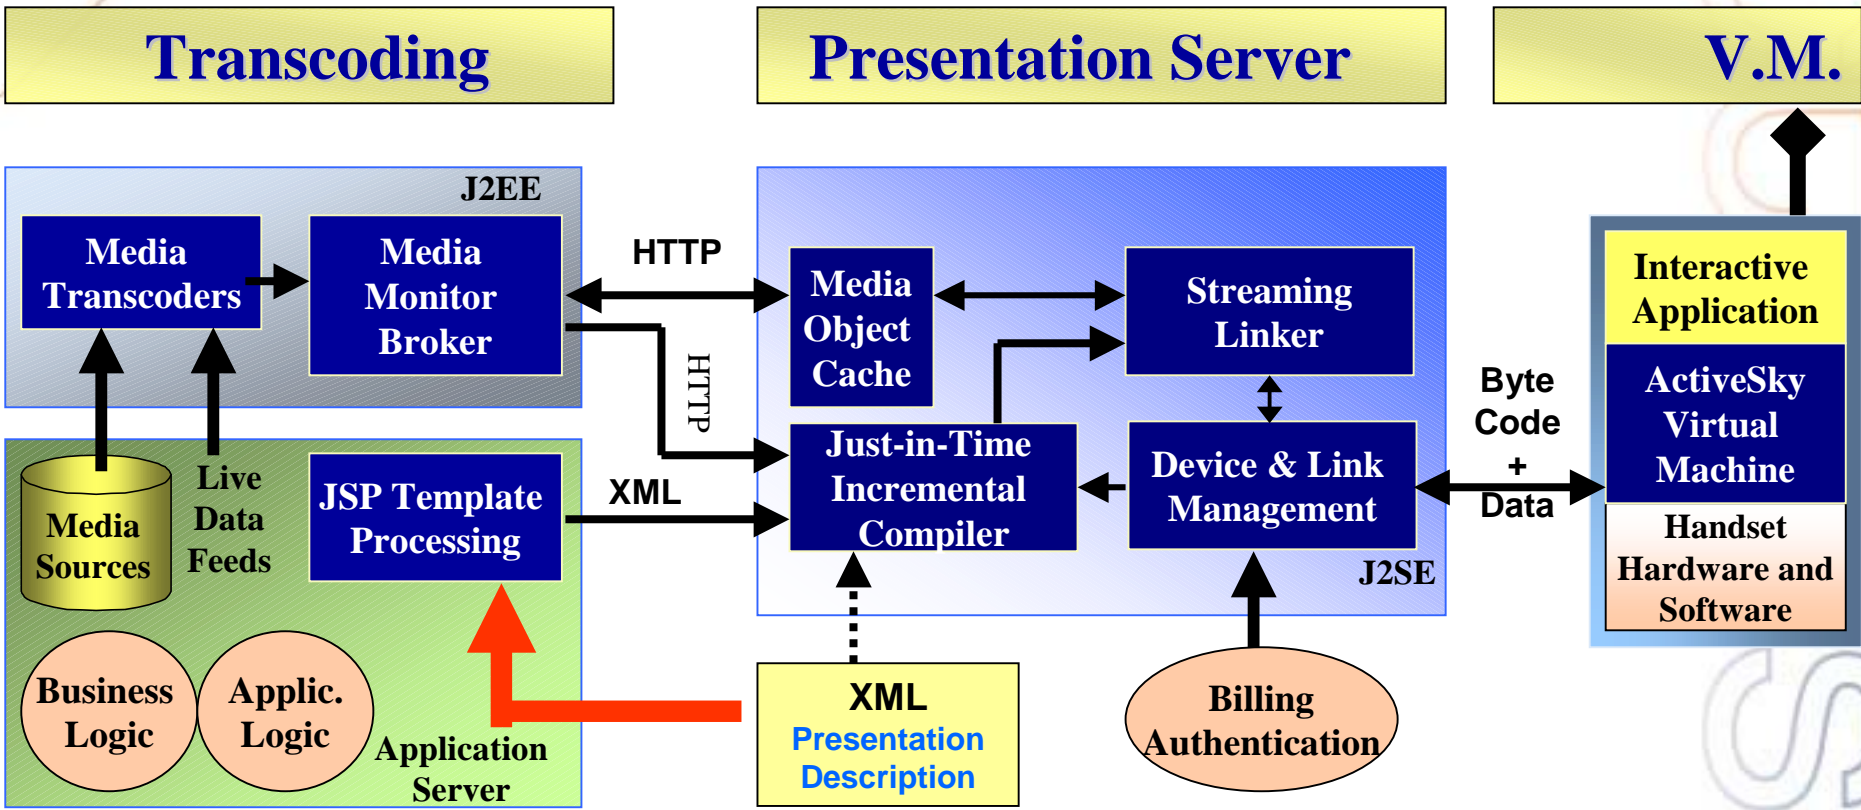 Transcoding
Presentation Server
V.M.
J2EE
Media
Transcoders
Media
Monitor
Broker
HTTP
HTTP
Media
Object
Cache
Streaming
Linker
Just-in-Time
Incremental
Compiler
Device & Link
Management
J2SE
Byte
Code
+
Data
Interactive
Application
ActiveSky
Virtual
Machine
Handset
Hardware and
Software
Media
Sources
Live
Data
Feeds
JSP Template
Processing
XML
Business
Logic
Applic.
Logic
Application
Server
XML
Presentation
Description
Billing
Authentication